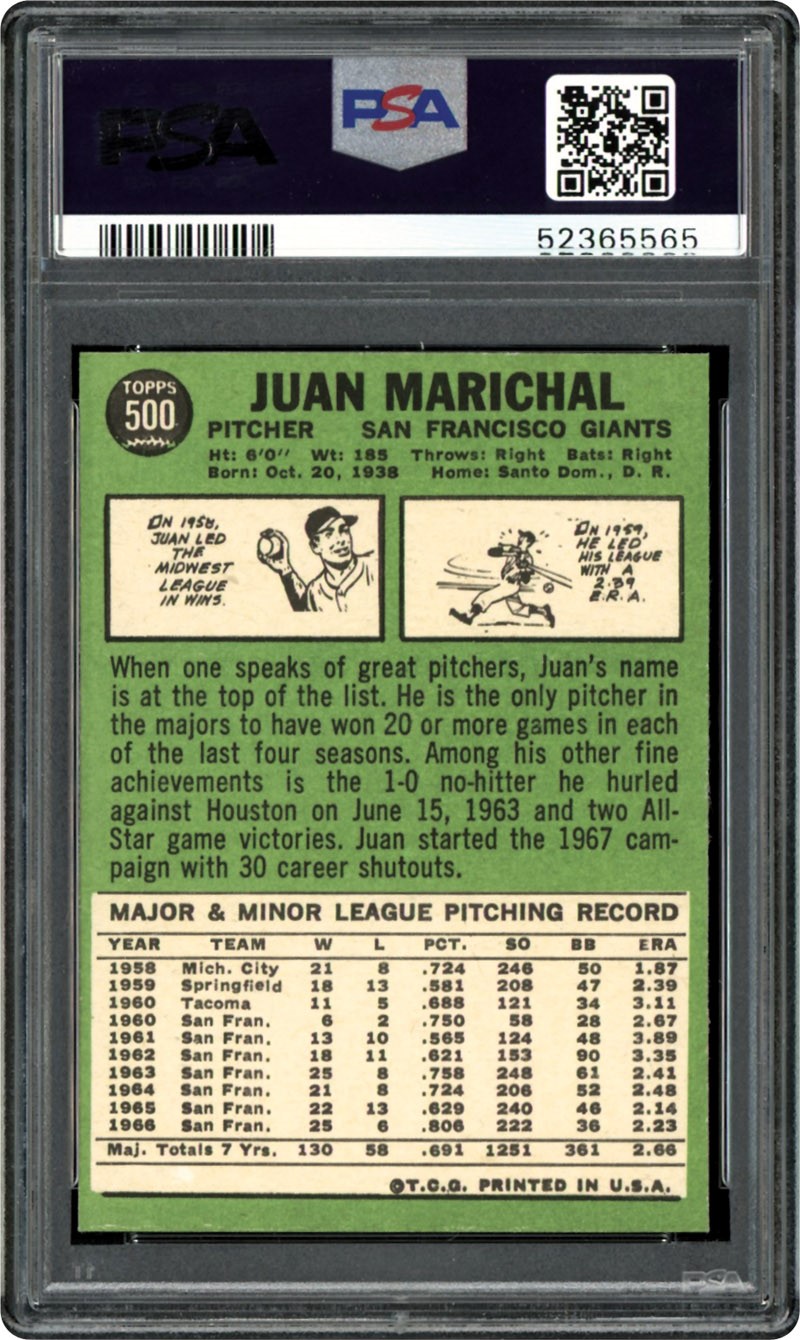 PSA
PSA
52365565
TOPPS
500
JUAN MARICHAL
PITCHER SAN FRANCISCO GIANTS
Ht: 6'0" Wt: 185 Throws: Right Bats: Right
Born: Oct. 20, 1938 Home: Santo Dom., D. R.
ON 1958,
JUAN LED
THE
MIDWEST
LEAGUE
IN WINS.
ON 1959,
HE LED
HIS LEAGUE
WITH A
2.39
E.R.A.
When one speaks of great pitchers, Juan's name
is at the top of the list. He is the only pitcher in
the majors to have won 20 or more games in each
of the last four seasons. Among his other fine
achievements is the 1-0 no-hitter he hurled
against Houston on June 15, 1963 and two All-
Star game victories. Juan started the 1967 cam-
paign with 30 career shutouts.
MAJOR & MINOR LEAGUE PITCHING RECORD
YEAR TEAM W L PCT. SO BB ERA
1958 Mich. City 21 8 .724 246 50 1.87
1959 Springfield 18 13 .581 208 47 2.39
1960 Tacoma 11 5 .688 121 34 3.11
1960 San Fran. 6 2 .750 58 28 2.67
1961 San Fran. 13 10 .565 124 48 3.89
1962 San Fran. 18 11 .621 153 90 3.35
1963 San Fran. 25 8 .758 248 61 2.41
1964 San Fran. 21 8 .724 206 52 2.48
1965 San Fran. 22 13 .629 240 46 2.14
1966 San Fran. 25 6 .806 222 36 2.23
Maj. Totals 7 Yrs. 130 58 .691 1251 361 2.66
©T.C.G. PRINTED IN U.S.A.
PSA